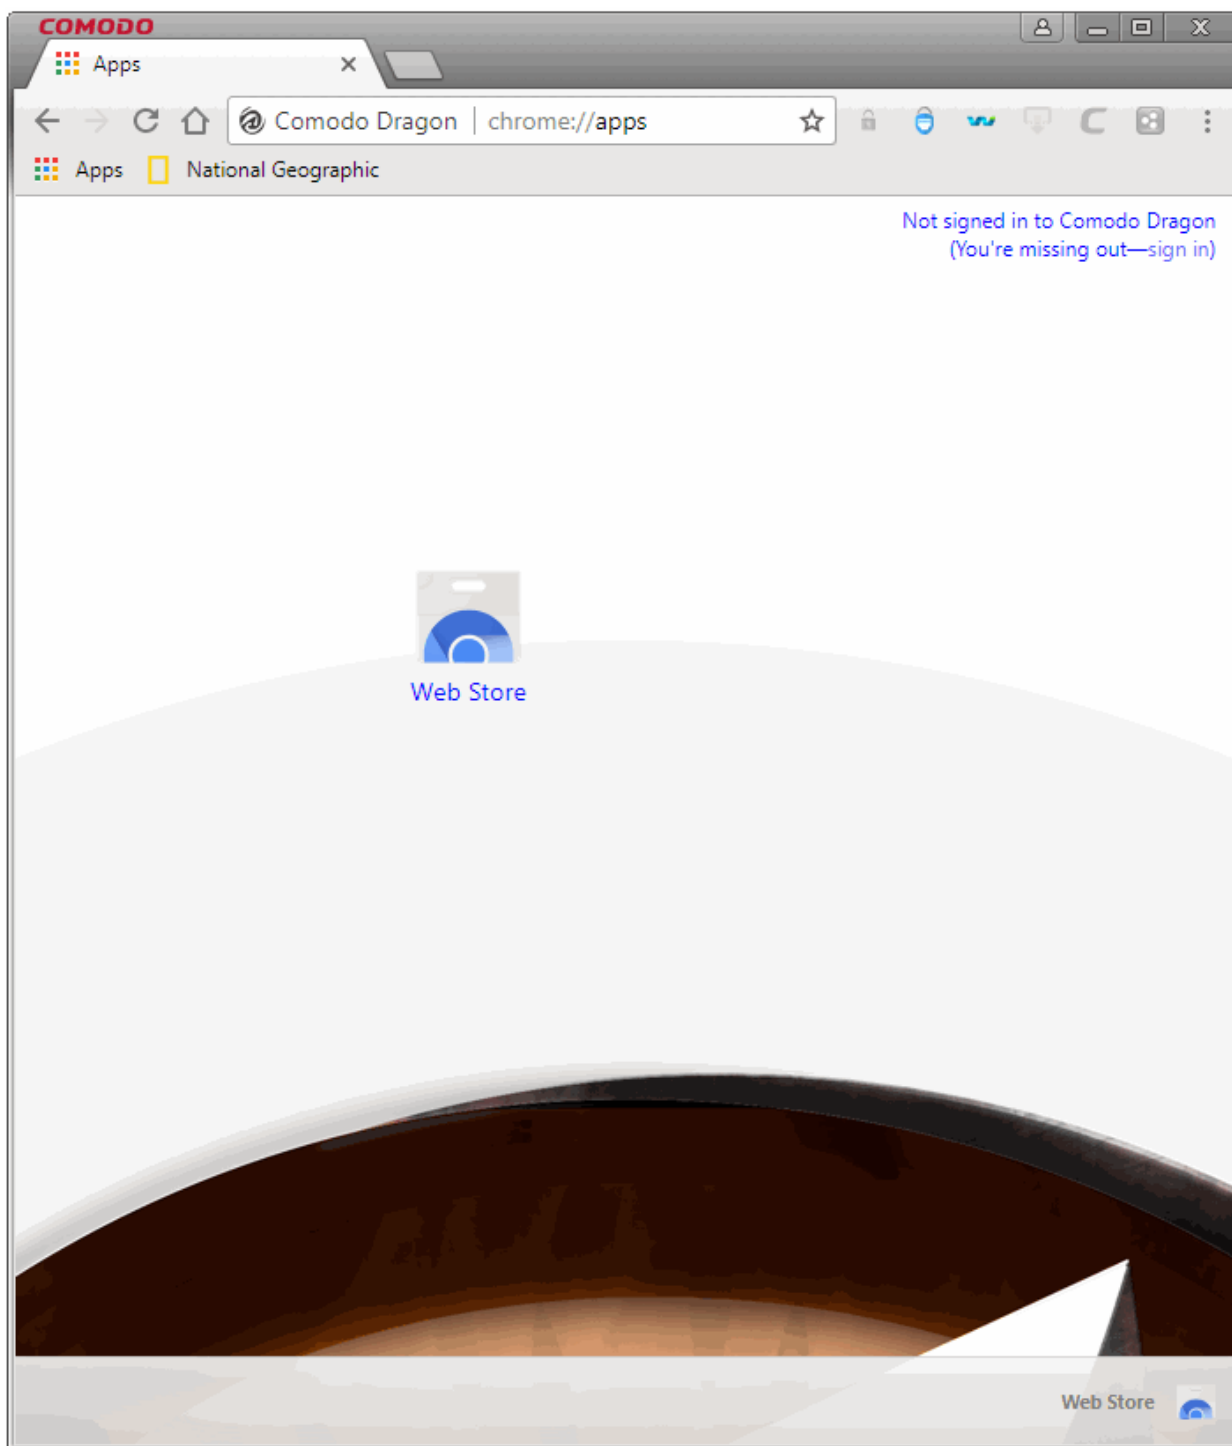 COMODO
Apps
Comodo Dragon | chrome://apps
Apps National Geographic
Not signed in to Comodo Dragon
(You're missing out—sign in)
Web Store
Web Store